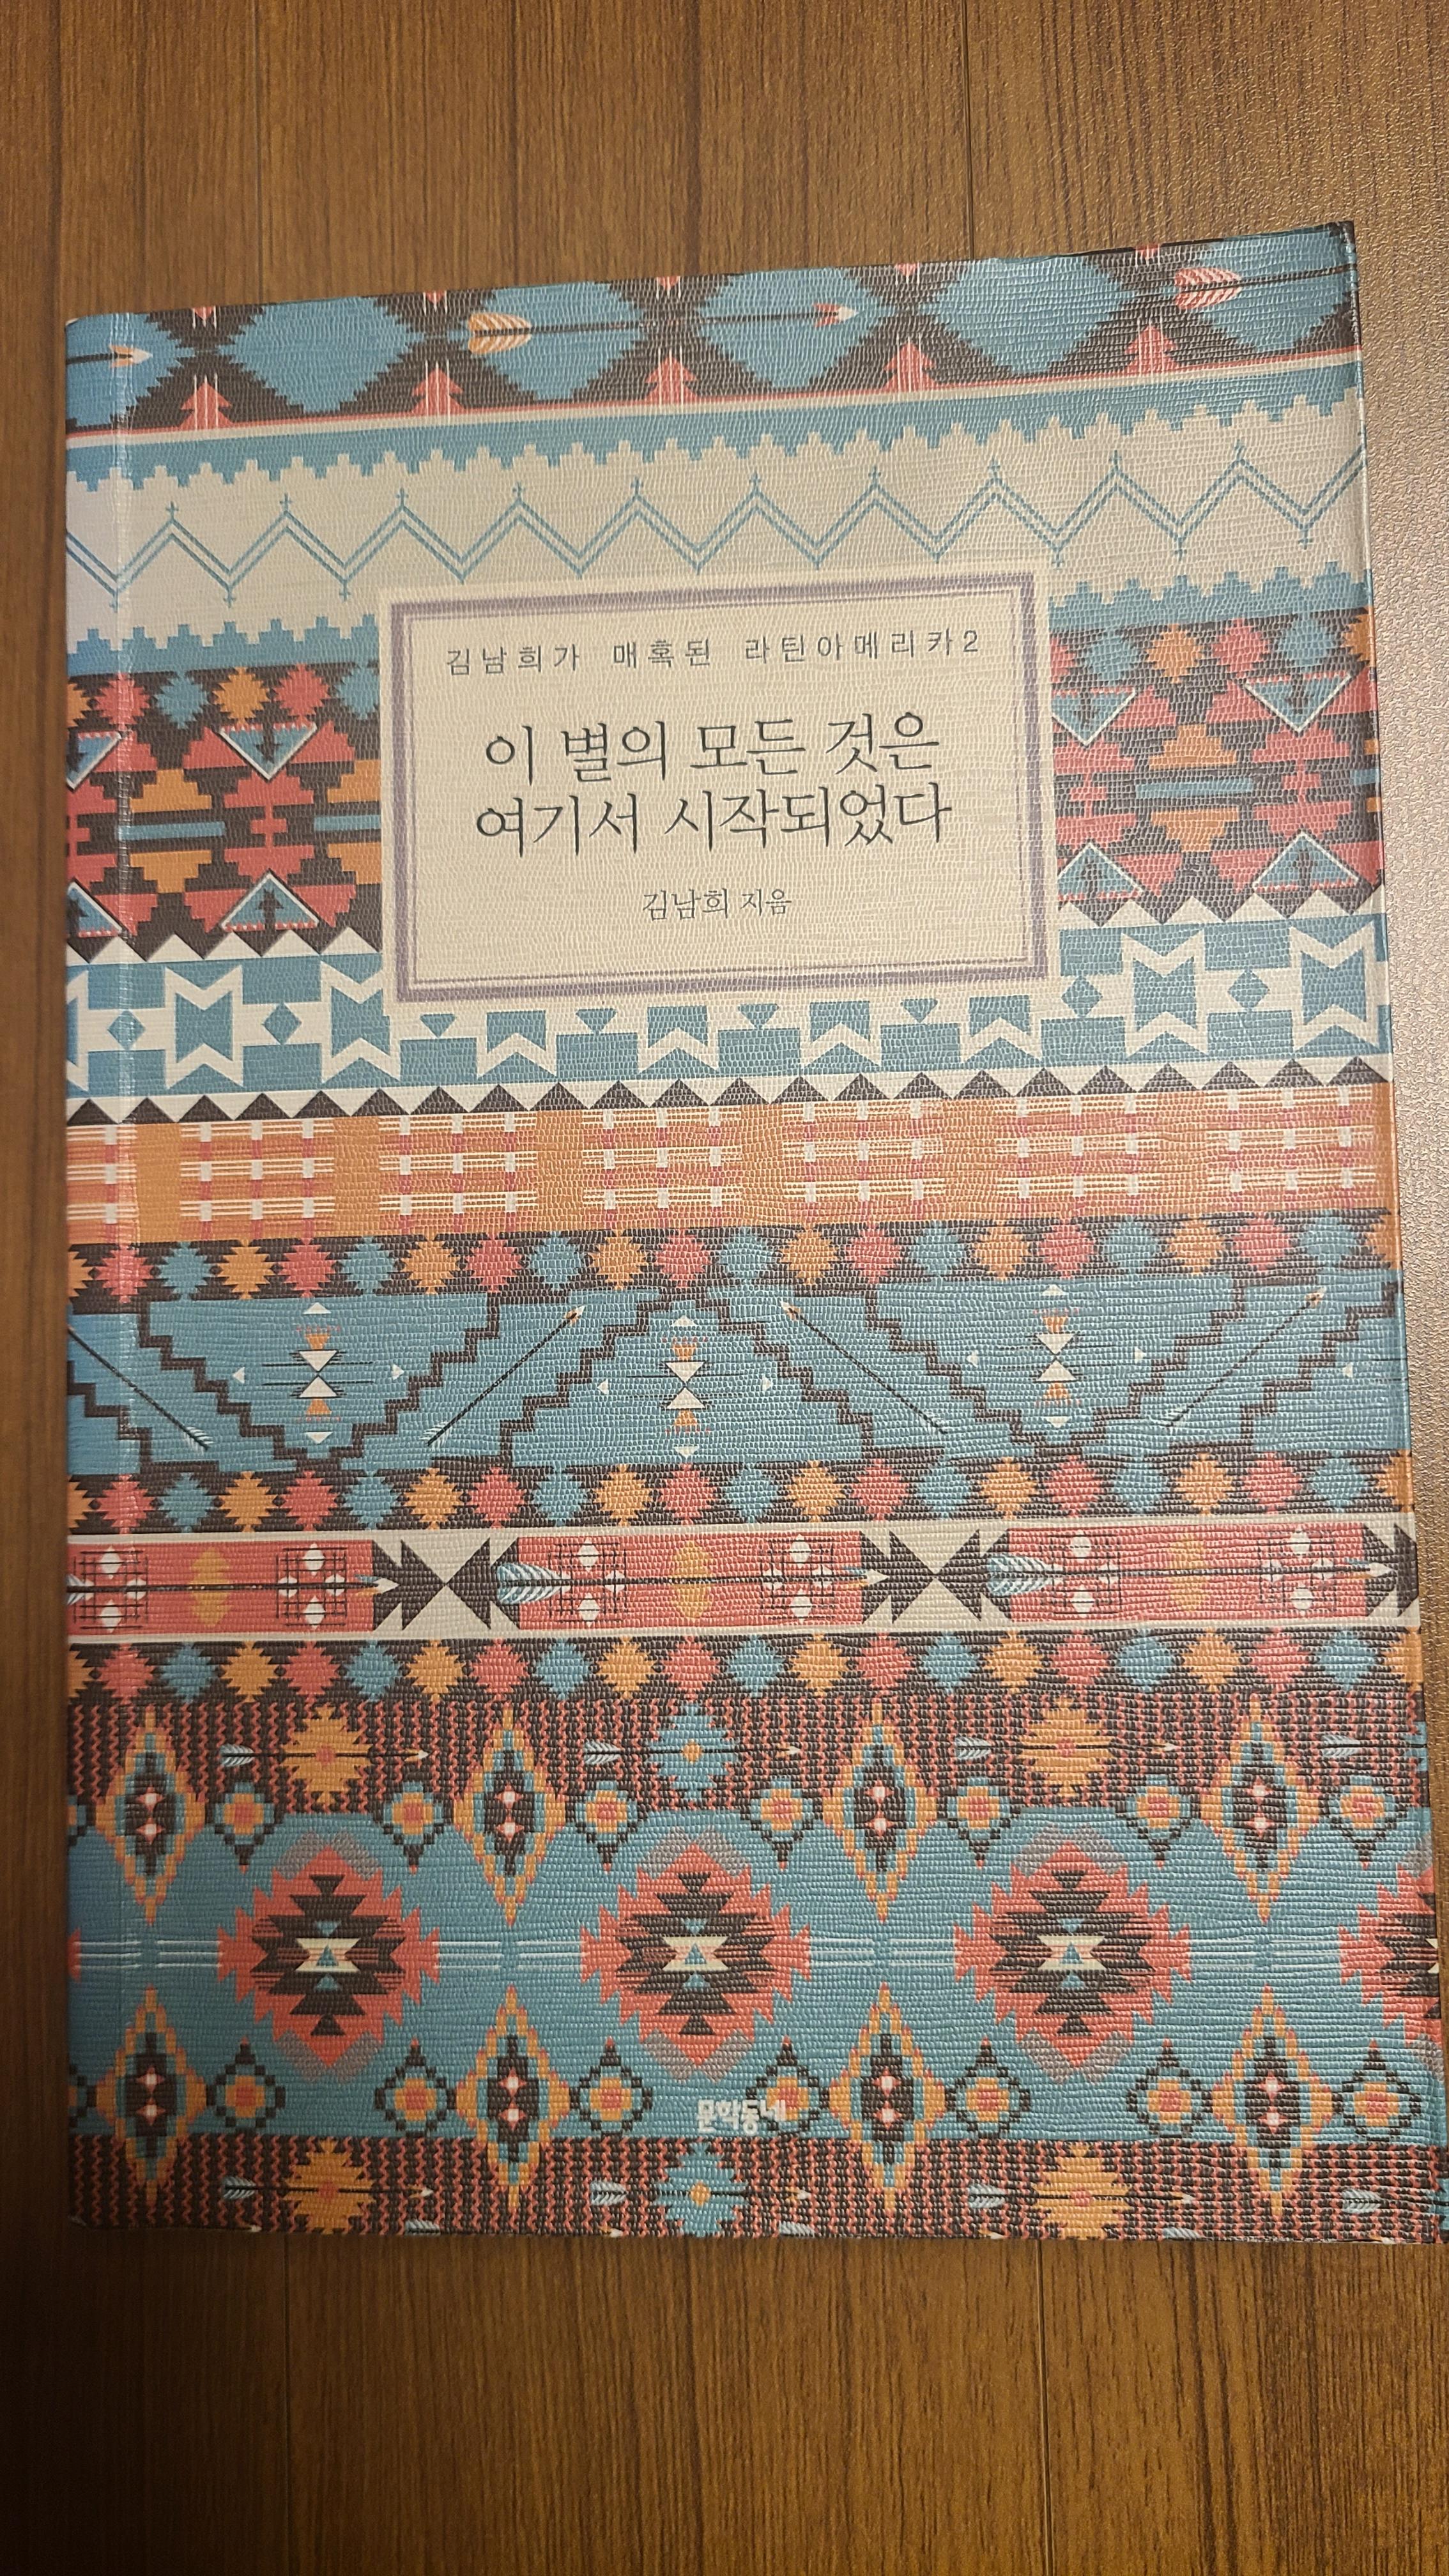 김남희가 매혹된 라틴아메리카2
이 별의 모든 것은
여기서 시작되었다
김남희 지음
문학동네